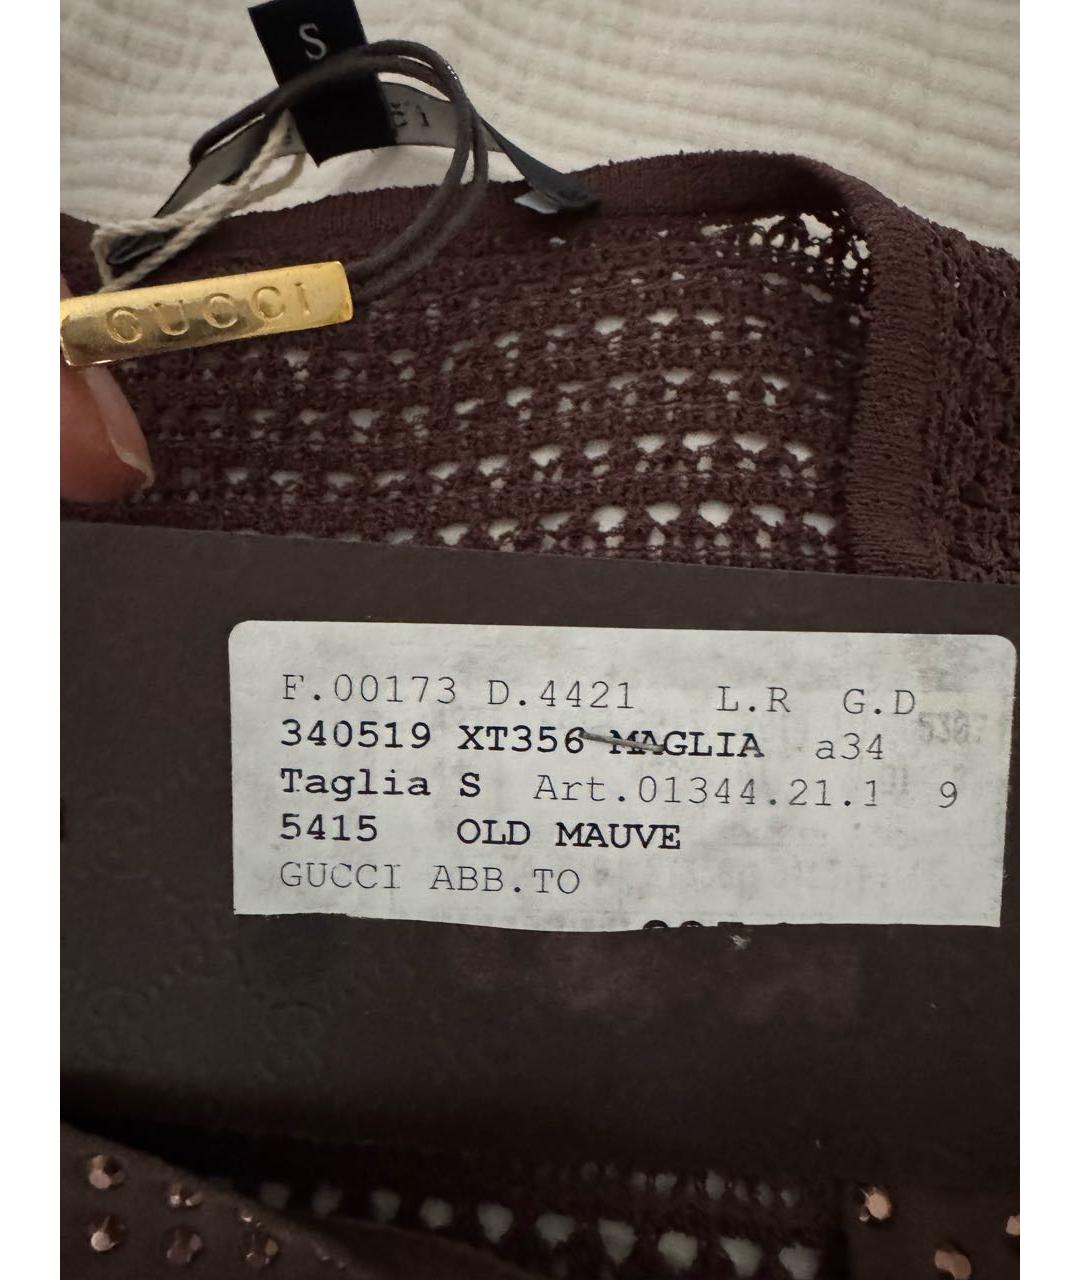 S
GUCCI
F.00173 D.4421 L.R G.D
340519 XT356 MAGLIA a34
Taglia S Art.01344.21.1 9
5415 OLD MAUVE
GUCCI ABB.TO